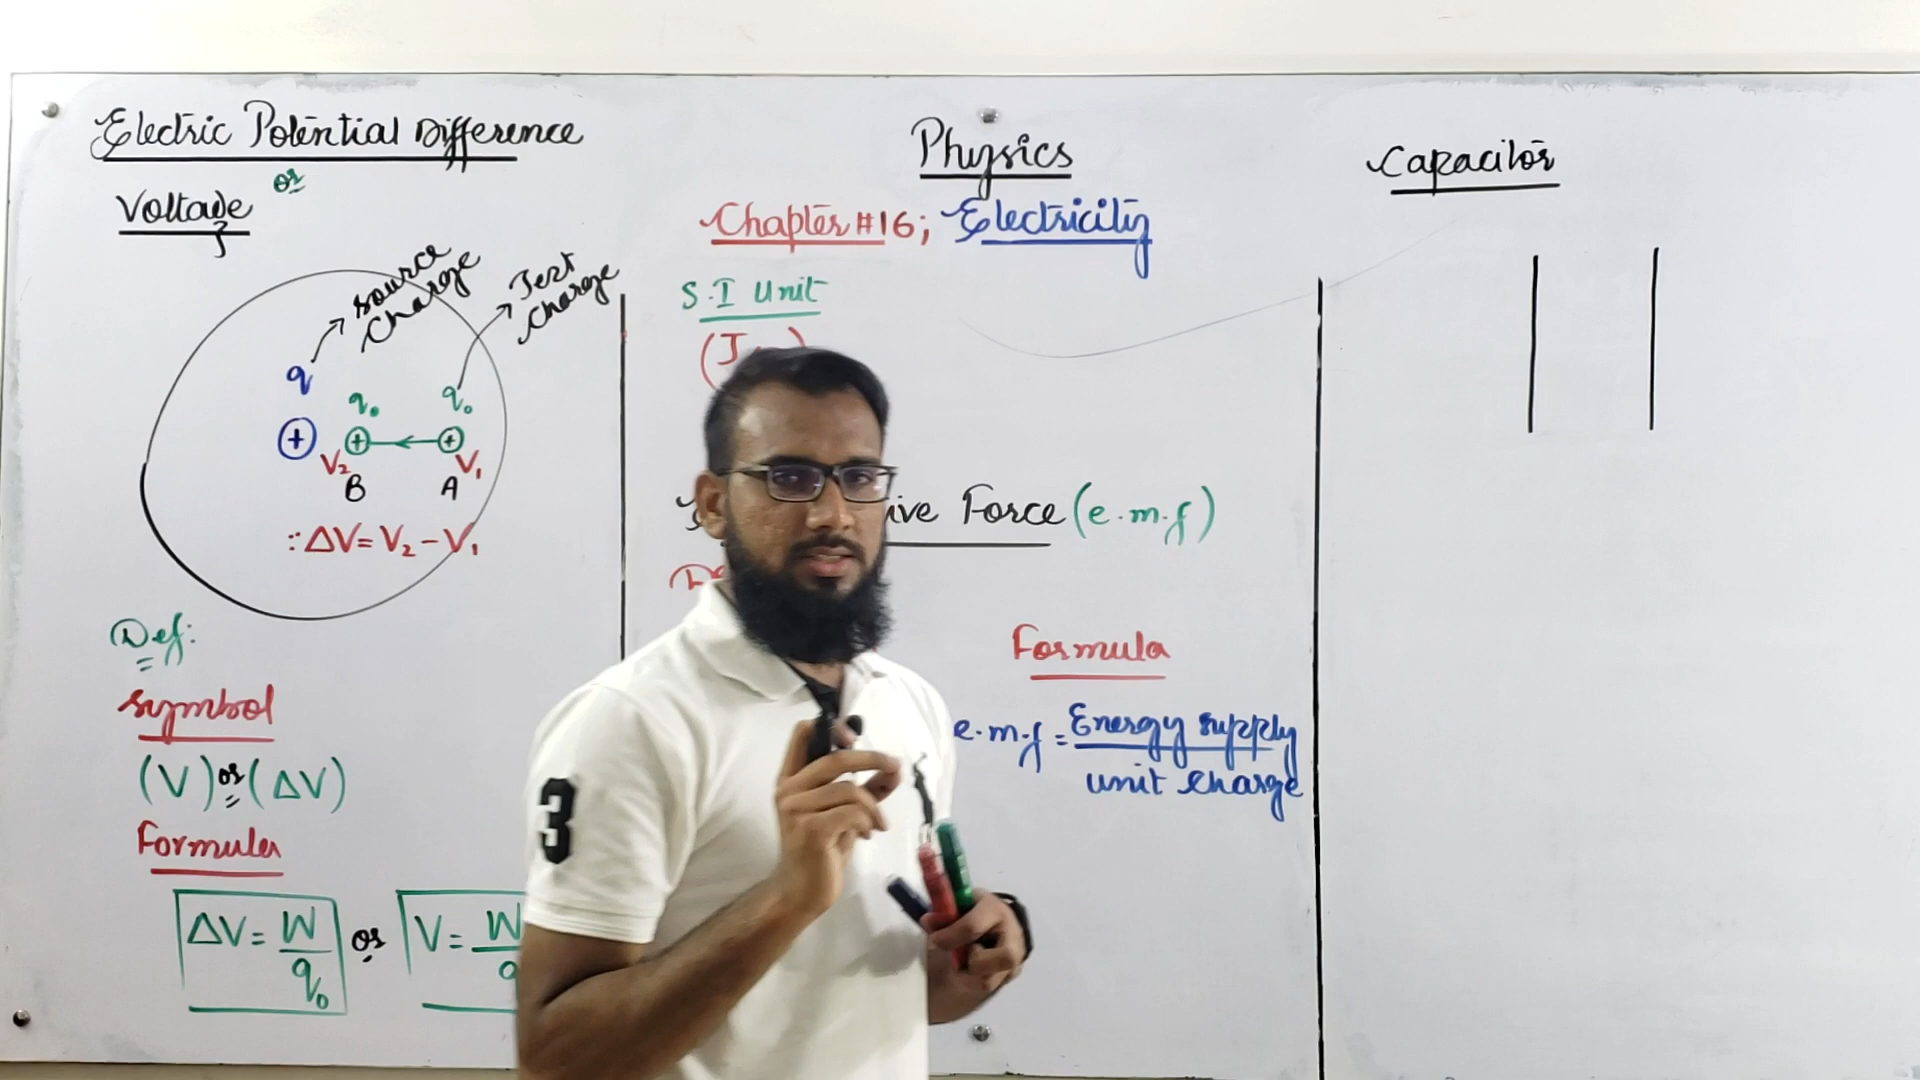 Electric Potential Difference
or
Voltage
source
charge
Test
charge
q
q₀ q₀
+ + +
V₂ V₁
B A
∵ ΔV = V₂ - V₁
Def:
symbol
(V) or (ΔV)
Formula
ΔV = W/q₀ or V = W
Physics
Chapter #16; Electricity
S.I Unit
(J
ive Force (e.m.f)
Formula
e.m.f = Energy supply
unit charge
Capacitor
3